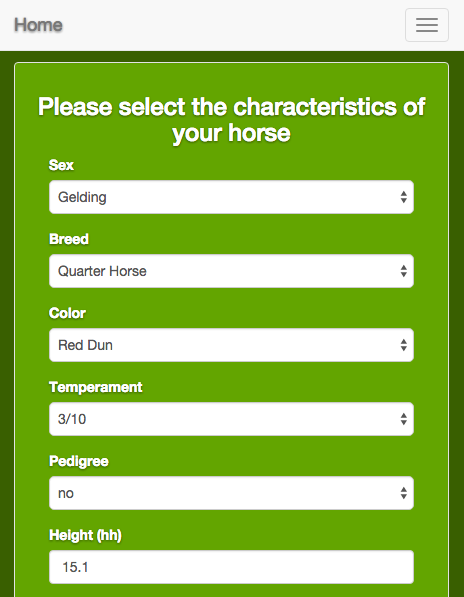 Home
Please select the characteristics of
your horse
Sex
Gelding
Breed
Quarter Horse
Color
Red Dun
Temperament
3/10
Pedigree
no
Height (hh)
15.1